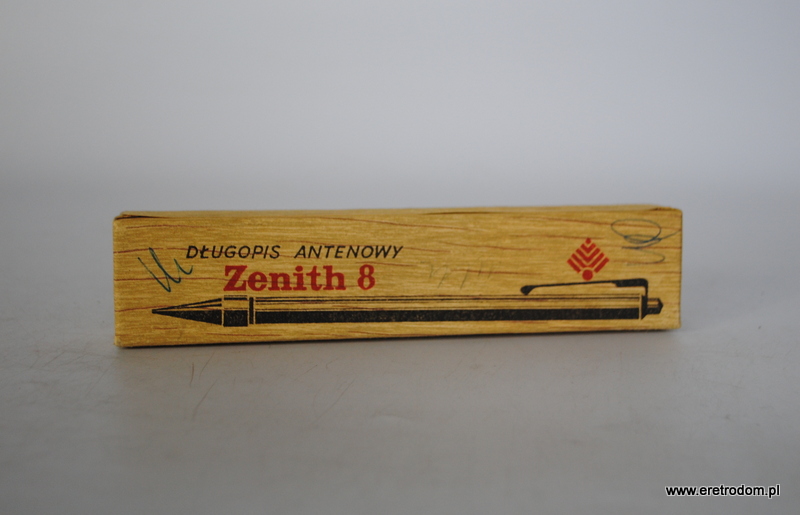 DŁUGOPIS ANTENOWY
Zenith 8
www.eretrodom.pl